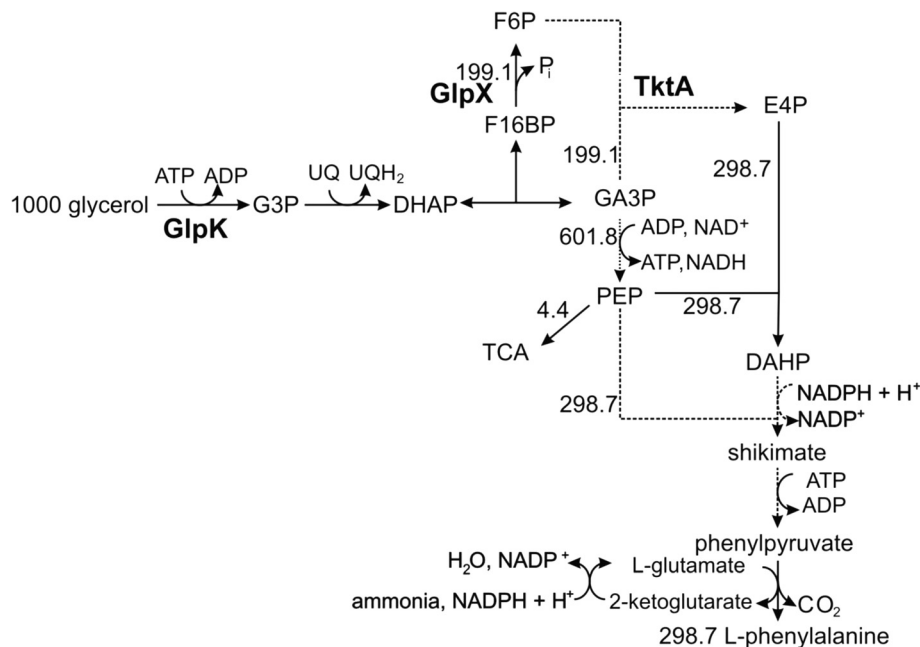 F6P
199.1
Pi
GlpX
TktA
E4P
F16BP
199.1
298.7
ATP ADP
UQ UQH₂
1000 glycerol
G3P
DHAP
GA3P
GlpK
601.8
ADP, NAD⁺
ATP, NADH
PEP
298.7
4.4
TCA
DAHP
298.7
NADPH + H⁺
NADP⁺
shikimate
ATP
ADP
phenylpyruvate
H₂O, NADP⁺
L-glutamate
ammonia, NADPH + H⁺
2-ketoglutarate
CO₂
298.7 L-phenylalanine